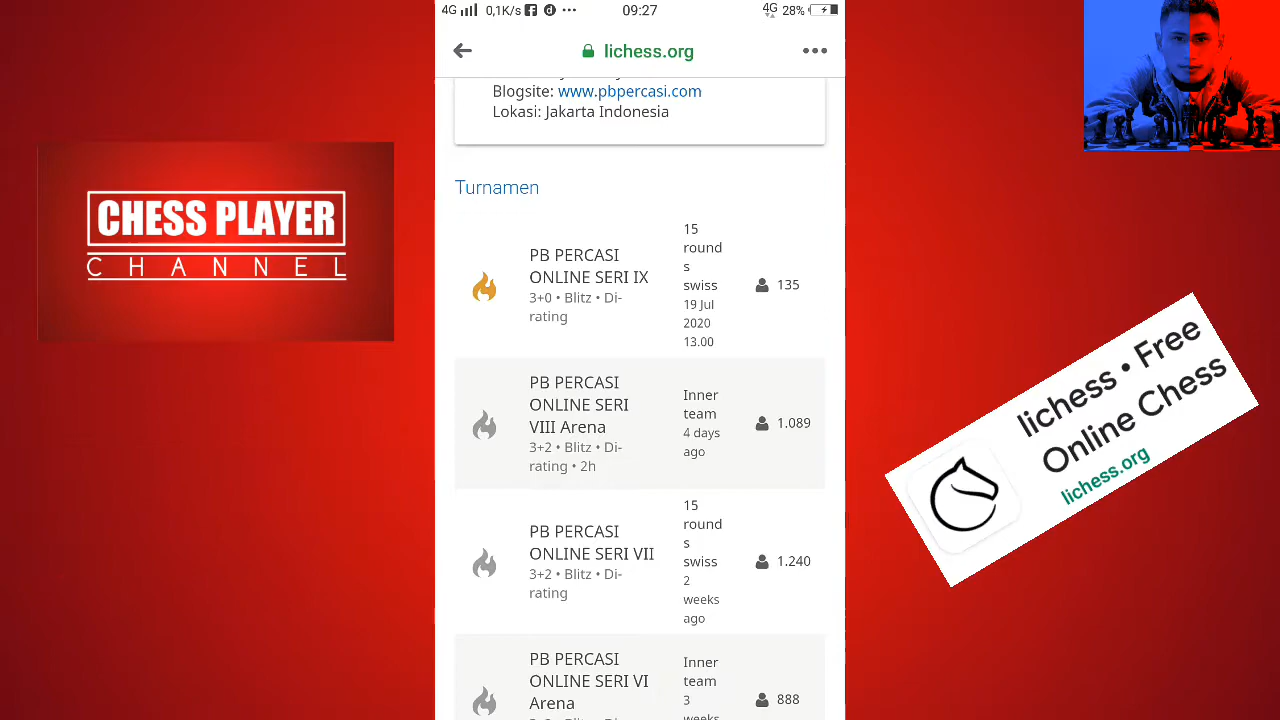 4G 0,1K/s 09:27 4G 28%
lichess.org
Blogsite: www.pbpercasi.com
Lokasi: Jakarta Indonesia
Turnamen
PB PERCASI
ONLINE SERI IX
3+0 • Blitz • Di-
rating
15
round
s
swiss
19 Jul
2020
13.00
135
PB PERCASI
ONLINE SERI
VIII Arena
3+2 • Blitz • Di-
rating • 2h
Inner
team
4 days
ago
1.089
PB PERCASI
ONLINE SERI VII
3+2 • Blitz • Di-
rating
15
round
s
swiss
2
weeks
ago
1.240
PB PERCASI
ONLINE SERI VI
Arena
Inner
team
3
weeks
888
CHESS PLAYER
CHANNEL
lichess • Free
Online Chess
lichess.org